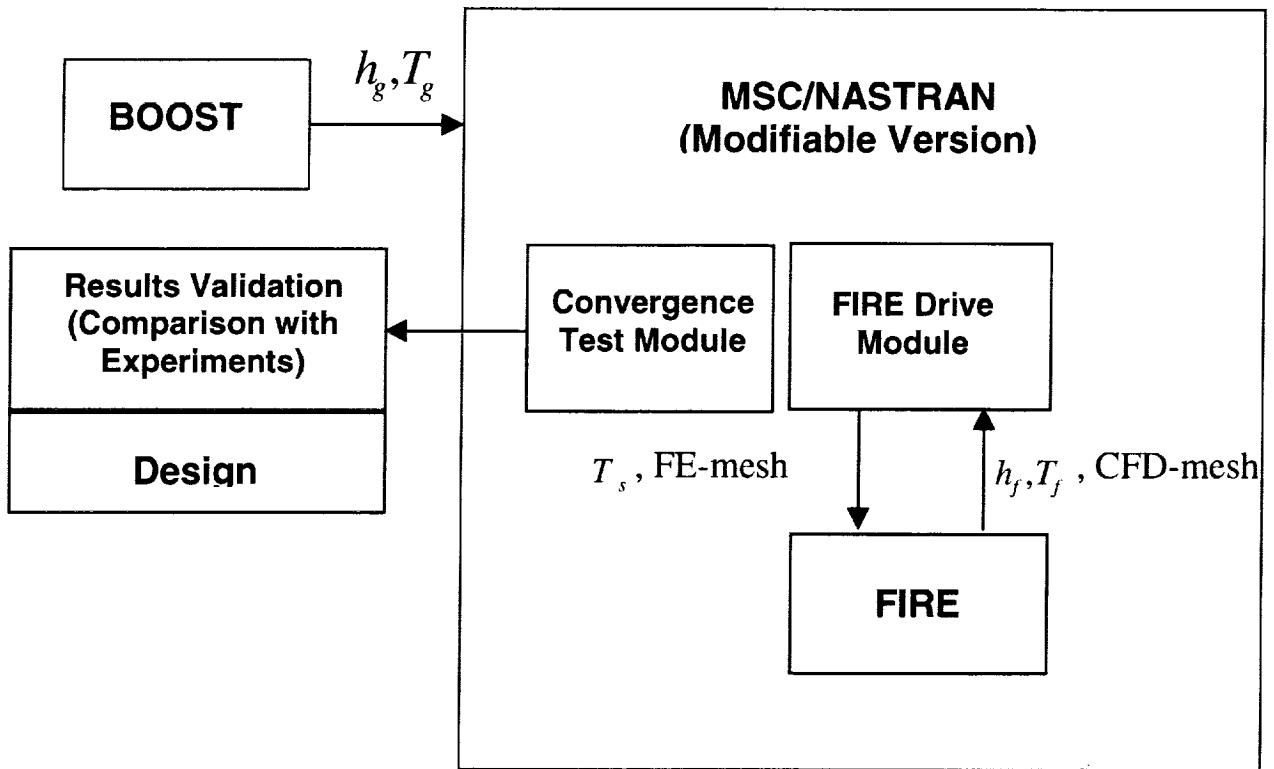 BOOST
h_g, T_g
MSC/NASTRAN
(Modifiable Version)
Results Validation
(Comparison with
Experiments)
Design
Convergence
Test Module
FIRE Drive
Module
T_s, FE-mesh
h_f, T_f, CFD-mesh
FIRE